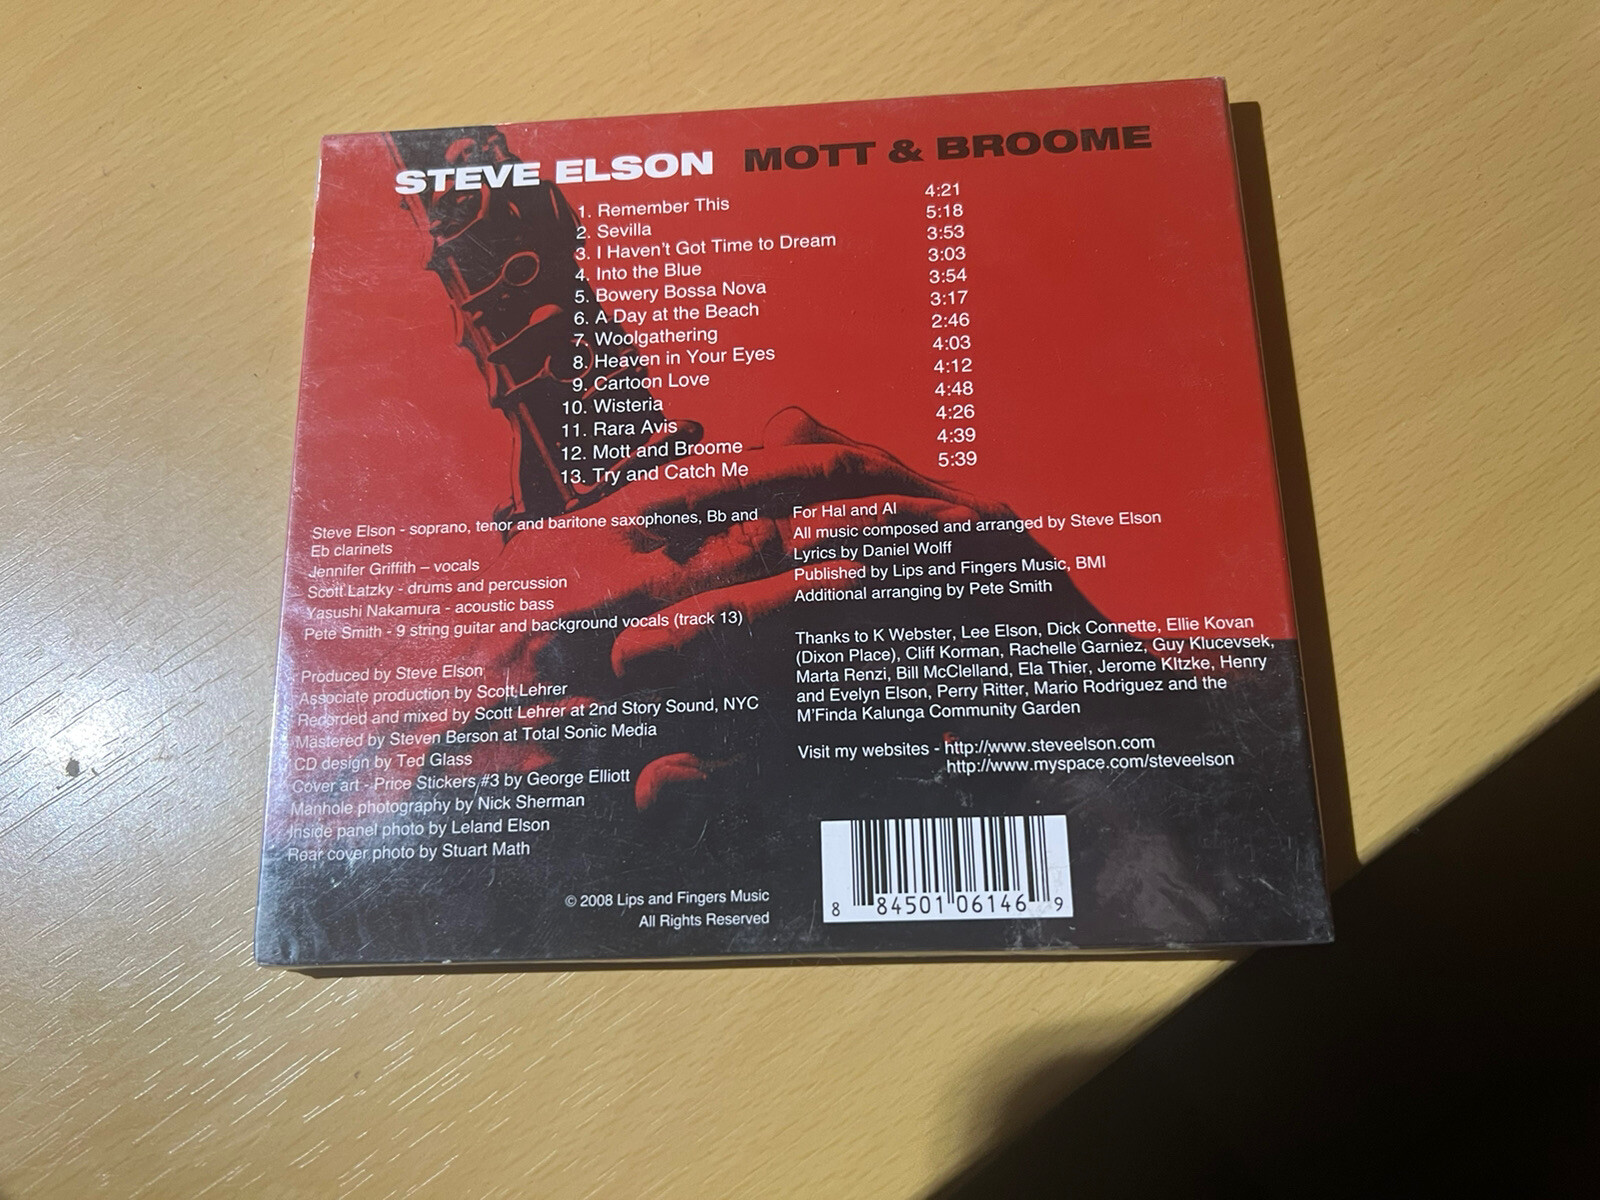 STEVE ELSON MOTT & BROOME
1. Remember This 4:21
2. Sevilla 5:18
3. I Haven't Got Time to Dream 3:53
4. Into the Blue 3:03
5. Bowery Bossa Nova 3:54
6. A Day at the Beach 3:17
7. Woolgathering 2:46
8. Heaven in Your Eyes 4:03
9. Cartoon Love 4:12
10. Wisteria 4:48
11. Rara Avis 4:26
12. Mott and Broome 4:39
13. Try and Catch Me 5:39
Steve Elson - soprano, tenor and baritone saxophones, Bb and
Eb clarinets
Jennifer Griffith – vocals
Scott Latzky - drums and percussion
Yasushi Nakamura - acoustic bass
Pete Smith - 9 string guitar and background vocals (track 13)
Produced by Steve Elson
Associate production by Scott Lehrer
Recorded and mixed by Scott Lehrer at 2nd Story Sound, NYC
Mastered by Steven Berson at Total Sonic Media
CD design by Ted Glass
Cover art - Price Stickers #3 by George Elliott
Manhole photography by Nick Sherman
Inside panel photo by Leland Elson
Rear cover photo by Stuart Math
© 2008 Lips and Fingers Music
All Rights Reserved
For Hal and Al
All music composed and arranged by Steve Elson
Lyrics by Daniel Wolff
Published by Lips and Fingers Music, BMI
Additional arranging by Pete Smith
Thanks to K Webster, Lee Elson, Dick Connette, Ellie Kovan
(Dixon Place), Cliff Korman, Rachelle Garniez, Guy Klucevsek,
Marta Renzi, Bill McClelland, Ela Thier, Jerome KItzke, Henry
and Evelyn Elson, Perry Ritter, Mario Rodriguez and the
M'Finda Kalunga Community Garden
Visit my websites - http://www.steveelson.com
http://www.myspace.com/steveelson
8 84501 06146 9